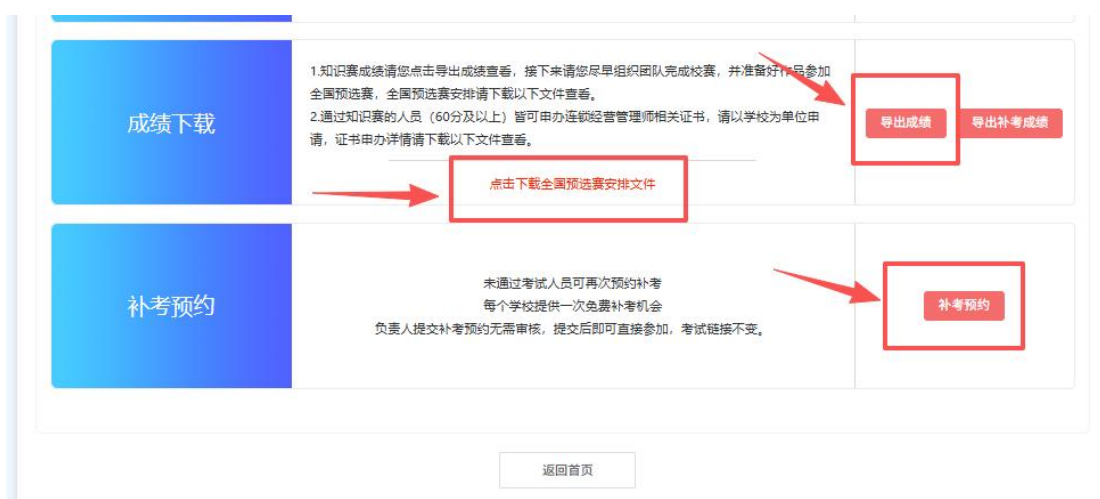 成绩下载
1.知识赛成绩请您点击导出成绩查看，接下来请您尽早组织团队完成校赛，并准备好作品参加
全国预选赛，全国预选赛安排请下载以下文件查看。
2.通过知识赛的人员（60分及以上）皆可申办连锁经营管理师相关证书，请以学校为单位申
请，证书申办详情请下载以下文件查看。
点击下载全国预选赛安排文件
导出成绩
导出补考成绩
补考预约
未通过考试人员可再次预约补考
每个学校提供一次免费补考机会
负责人提交补考预约无需审核，提交后即可直接参加，考试链接不变。
补考预约
返回首页